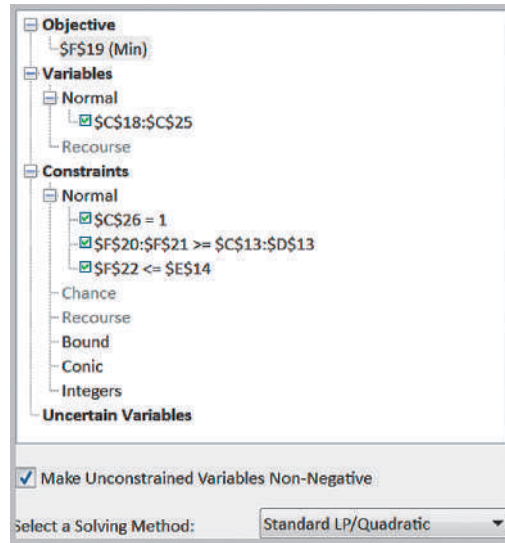 Objective
$F$19 (Min)
Variables
Normal
$C$18:$C$25
Recourse
Constraints
Normal
$C$26 = 1
$F$20:$F$21 >= $C$13:$D$13
$F$22 <= $E$14
Chance
Recourse
Bound
Conic
Integers
Uncertain Variables
Make Unconstrained Variables Non-Negative
Select a Solving Method: Standard LP/Quadratic